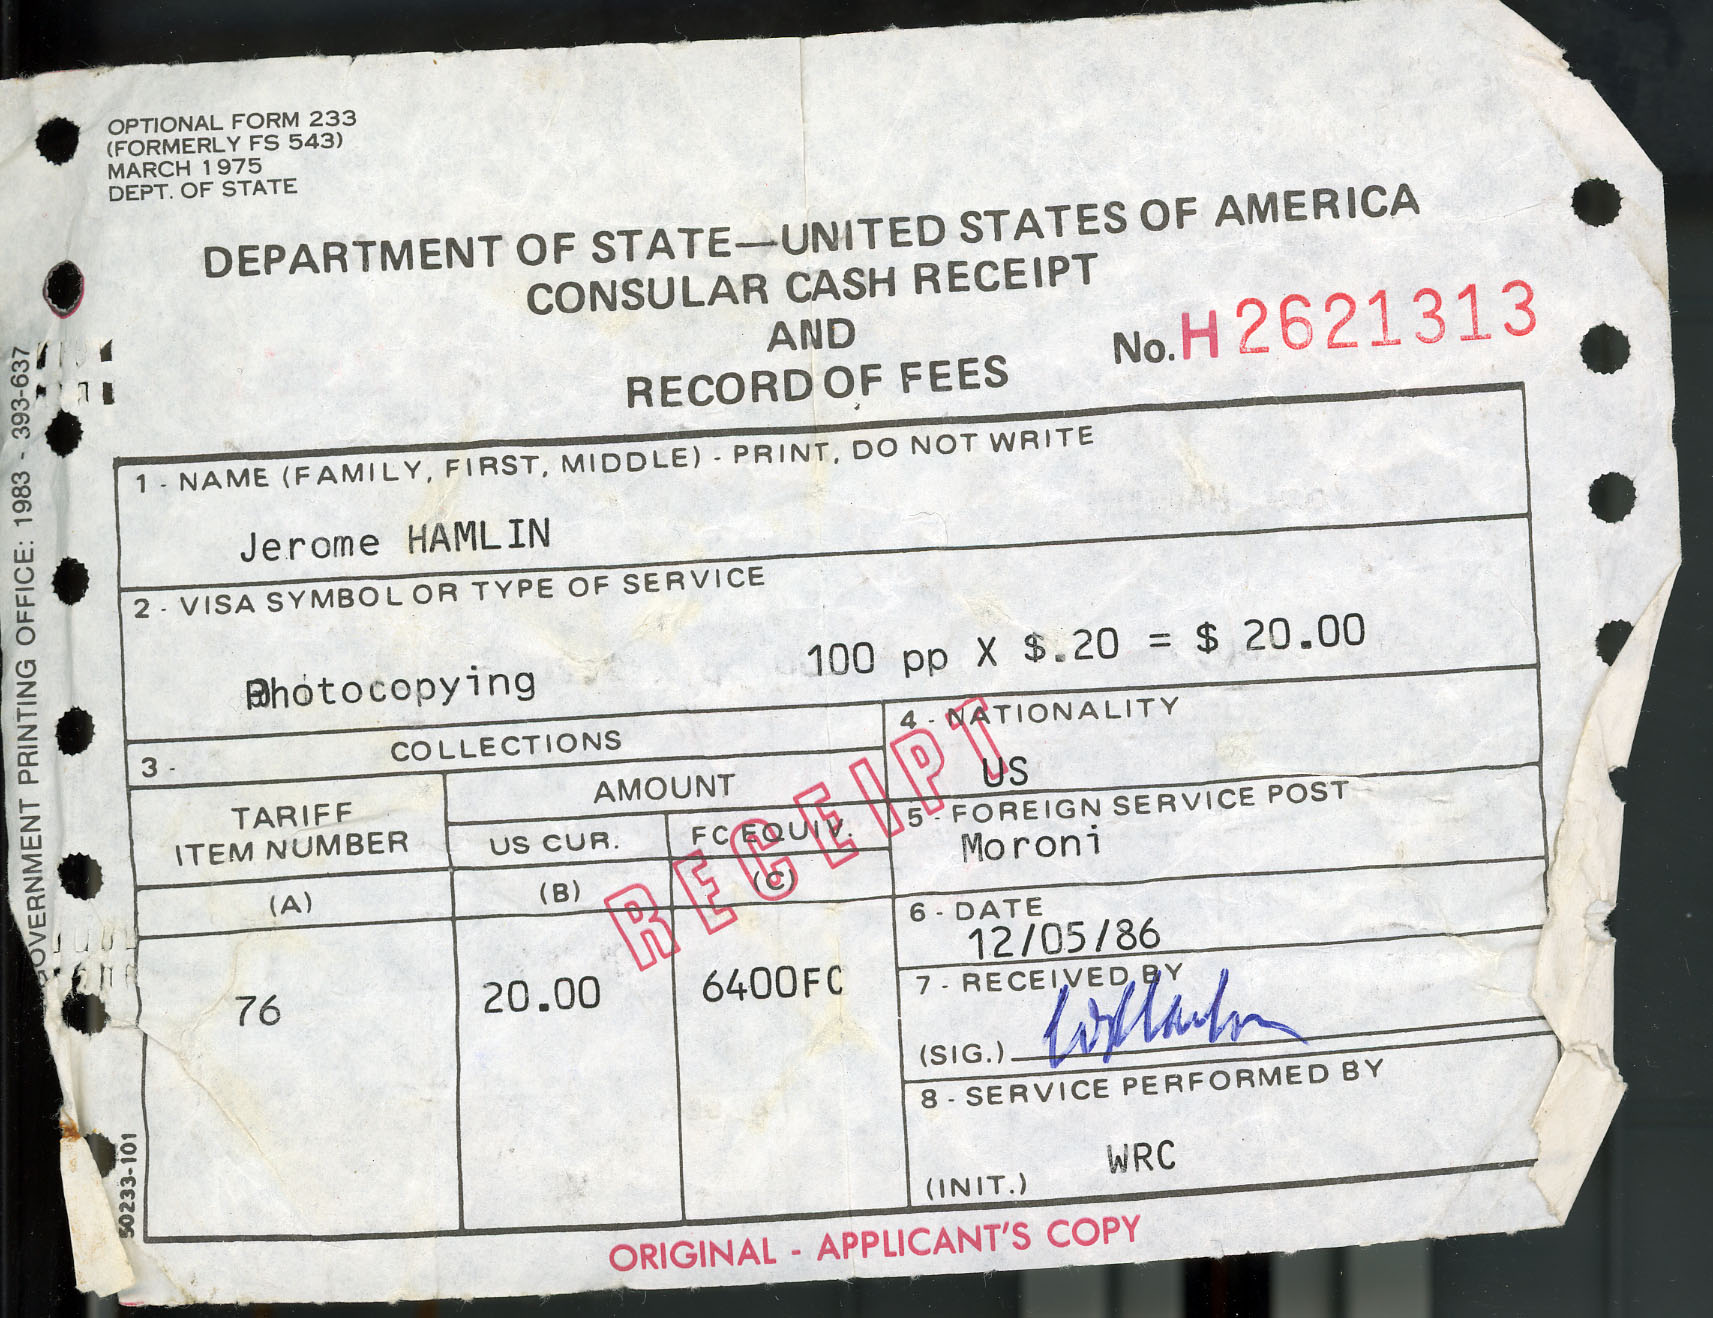 OPTIONAL FORM 233
(FORMERLY FS 543)
MARCH 1975
DEPT. OF STATE
DEPARTMENT OF STATE—UNITED STATES OF AMERICA
CONSULAR CASH RECEIPT
AND
RECORD OF FEES
No. H2621313
1 - NAME (FAMILY, FIRST, MIDDLE) - PRINT, DO NOT WRITE
Jerome HAMLIN
2 - VISA SYMBOL OR TYPE OF SERVICE
Photocopying 100 pp X $.20 = $ 20.00
3 - COLLECTIONS
TARIFF
ITEM NUMBER
AMOUNT
US CUR.
FC EQUIV.
(A)
(B)
(C)
76
20.00
6400FC
RECEIPT
4 - NATIONALITY
US
5 - FOREIGN SERVICE POST
Moroni
6 - DATE
12/05/86
7 - RECEIVED BY
(SIG.)
8 - SERVICE PERFORMED BY
WRC
(INIT.)
ORIGINAL - APPLICANT'S COPY
GOVERNMENT PRINTING OFFICE: 1983 - 393-637
50233-101